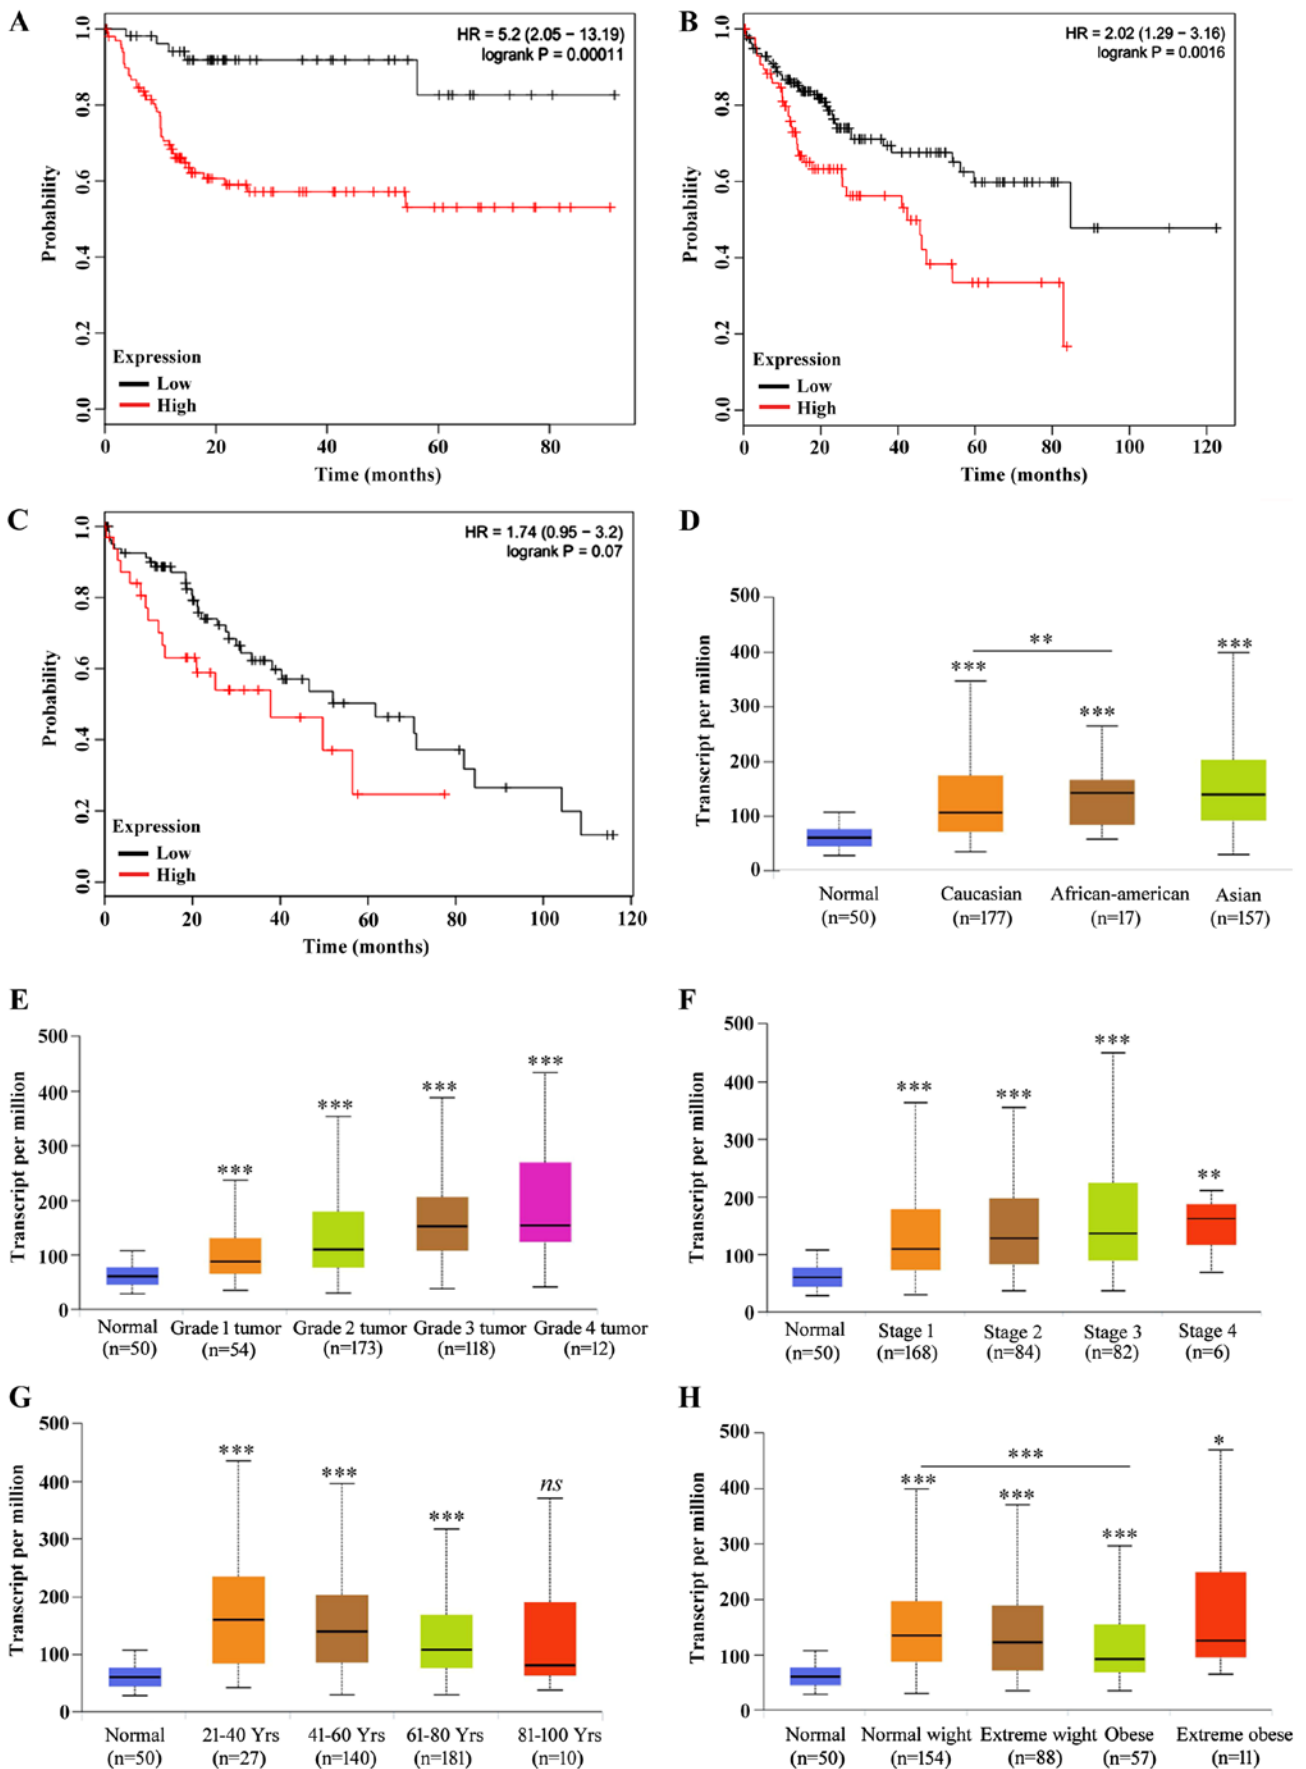 A
HR = 5.2 (2.05 − 13.19)
logrank P = 0.00011
1.0
0.8
0.6
0.4
0.2
0.0
Probability
Expression
Low
High
0 20 40 60 80
Time (months)
B
HR = 2.02 (1.29 − 3.16)
logrank P = 0.0016
1.0
0.8
0.6
0.4
0.2
0.0
Probability
Expression
Low
High
0 20 40 60 80 100 120
Time (months)
C
HR = 1.74 (0.95 − 3.2)
logrank P = 0.07
1.0
0.8
0.6
0.4
0.2
0.0
Probability
Expression
Low
High
0 20 40 60 80 100 120
Time (months)
D
500
400
300
200
100
0
Transcript per million
**
*** *** ***
Normal Caucasian African-american Asian
(n=50) (n=177) (n=17) (n=157)
E
500
400
300
200
100
0
Transcript per million
*** *** *** ***
Normal Grade 1 tumor Grade 2 tumor Grade 3 tumor Grade 4 tumor
(n=50) (n=54) (n=173) (n=118) (n=12)
F
500
400
300
200
100
0
Transcript per million
*** *** *** **
Normal Stage 1 Stage 2 Stage 3 Stage 4
(n=50) (n=168) (n=84) (n=82) (n=6)
G
500
400
300
200
100
0
Transcript per million
*** *** *** ns
Normal 21-40 Yrs 41-60 Yrs 61-80 Yrs 81-100 Yrs
(n=50) (n=27) (n=140) (n=181) (n=10)
H
500
400
300
200
100
0
Transcript per million
***
*** *** *** *
Normal Normal wight Extreme wight Obese Extreme obese
(n=50) (n=154) (n=88) (n=57) (n=11)